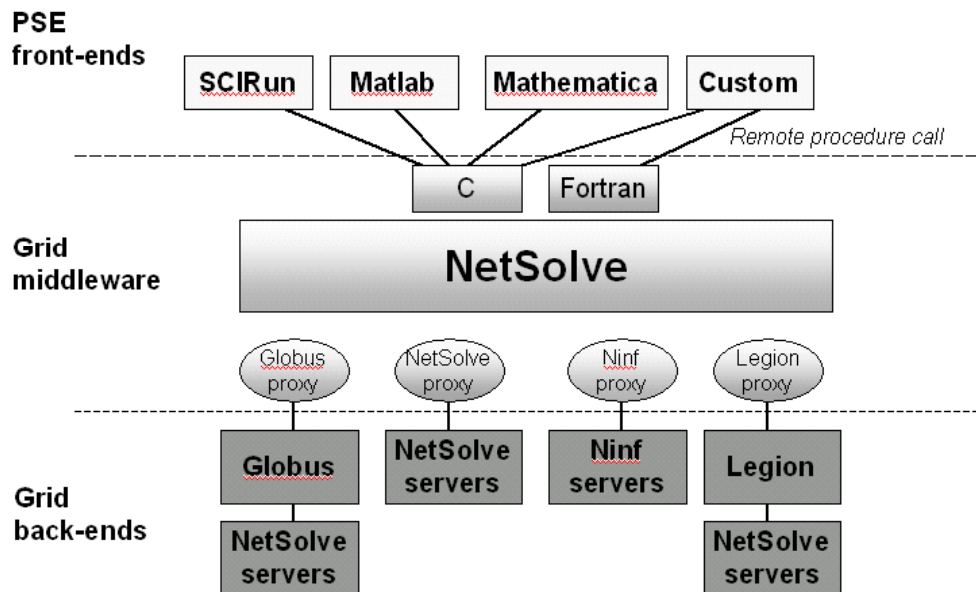 PSE
front-ends
SCIRun
Matlab
Mathematica
Custom
Remote procedure call
C
Fortran
Grid
middleware
NetSolve
Globus
proxy
NetSolve
proxy
Ninf
proxy
Legion
proxy
Grid
back-ends
Globus
NetSolve
servers
Ninf
servers
Legion
NetSolve
servers
NetSolve
servers